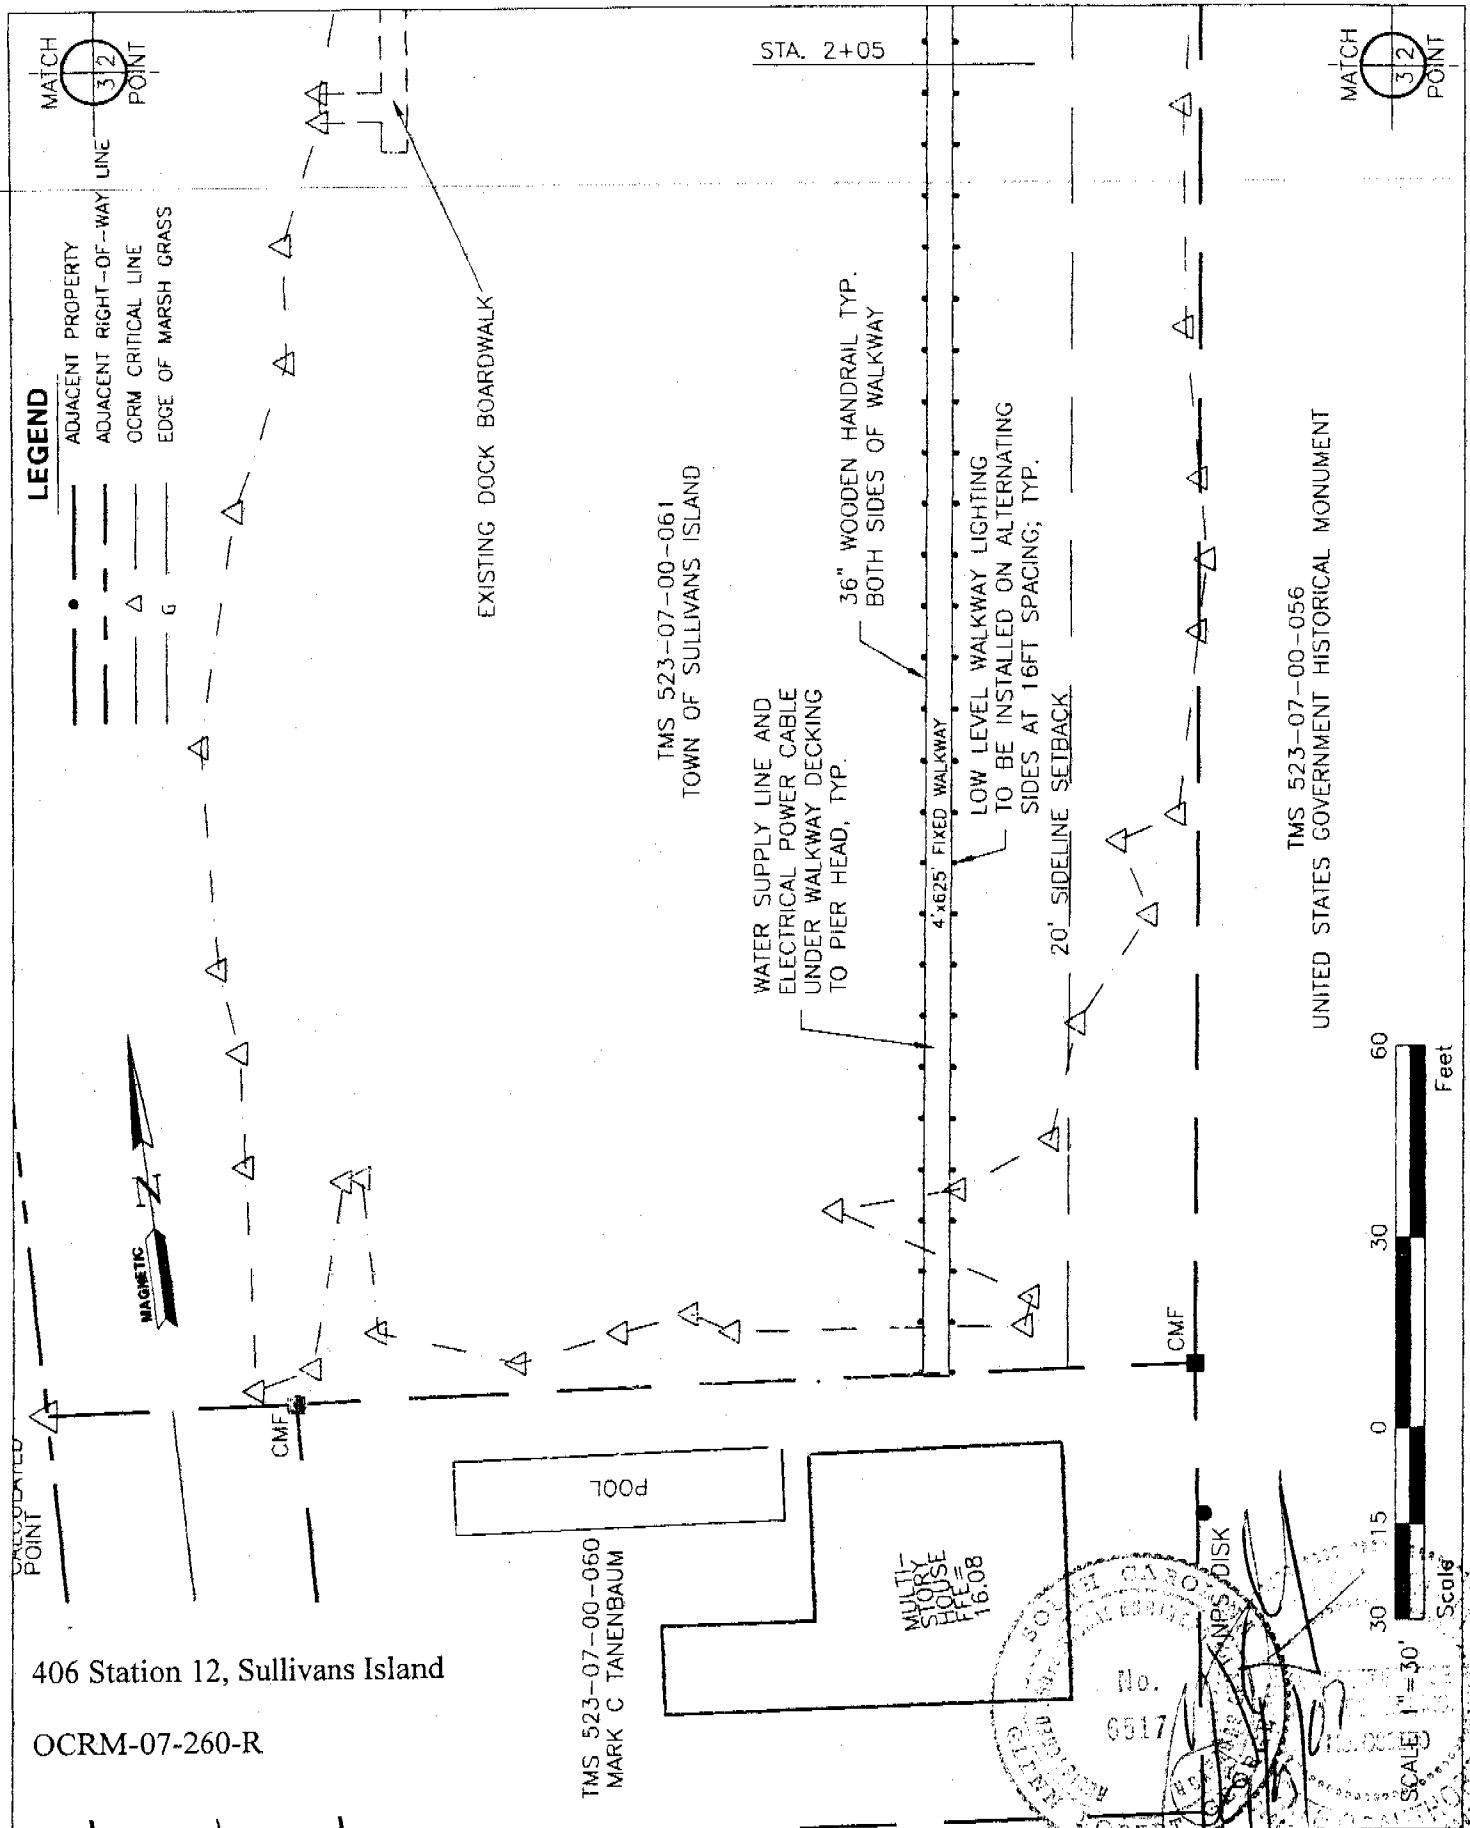 MATCH
3 2
POINT
LEGEND
ADJACENT PROPERTY
ADJACENT RIGHT-OF-WAY LINE
OCRM CRITICAL LINE
G
EDGE OF MARSH GRASS
STA. 2+05
MATCH
3 2
POINT
EXISTING DOCK BOARDWALK
TMS 523-07-00-061
TOWN OF SULLIVANS ISLAND
36" WOODEN HANDRAIL TYP.
BOTH SIDES OF WALKWAY
WATER SUPPLY LINE AND
ELECTRICAL POWER CABLE
UNDER WALKWAY DECKING
TO PIER HEAD, TYP.
4'x625' FIXED WALKWAY
LOW LEVEL WALKWAY LIGHTING
TO BE INSTALLED ON ALTERNATING
SIDES AT 16FT SPACING; TYP.
20' SIDELINE SETBACK
TMS 523-07-00-056
UNITED STATES GOVERNMENT HISTORICAL MONUMENT
MAGNETIC
N
CALCULATED
POINT
CMF
CMF
POOL
MULTI-
STORY
HOUSE
FFE=
16.08
TMS 523-07-00-060
MARK C TANENBAUM
NPS DISK
No.
6517
SCALE 1"=30'
30 15 0 30 60
Scale Feet
406 Station 12, Sullivans Island
OCRM-07-260-R